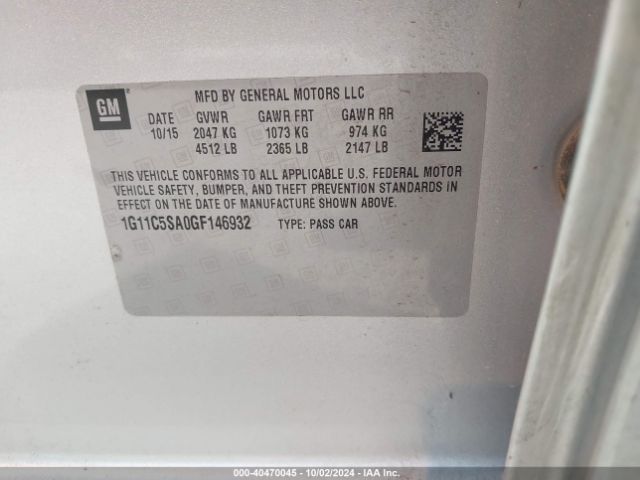 GM
MFD BY GENERAL MOTORS LLC
DATE GVWR GAWR FRT GAWR RR
10/15 2047 KG 1073 KG 974 KG
4512 LB 2365 LB 2147 LB
THIS VEHICLE CONFORMS TO ALL APPLICABLE U.S. FEDERAL MOTOR
VEHICLE SAFETY, BUMPER, AND THEFT PREVENTION STANDARDS IN
EFFECT ON THE DATE OF MANUFACTURE SHOWN ABOVE.
1G11C5SA0GF146932 TYPE: PASS CAR
000-40470045 - 10/02/2024 - IAA Inc.